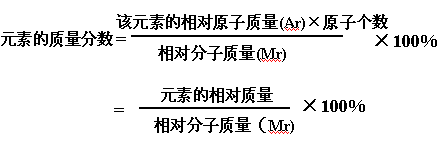 该元素的相对原子质量(Ar)×原子个数
元素的质量分数= ×100%
相对分子质量(Mr)
元素的相对质量
= ×100%
相对分子质量（Mr)